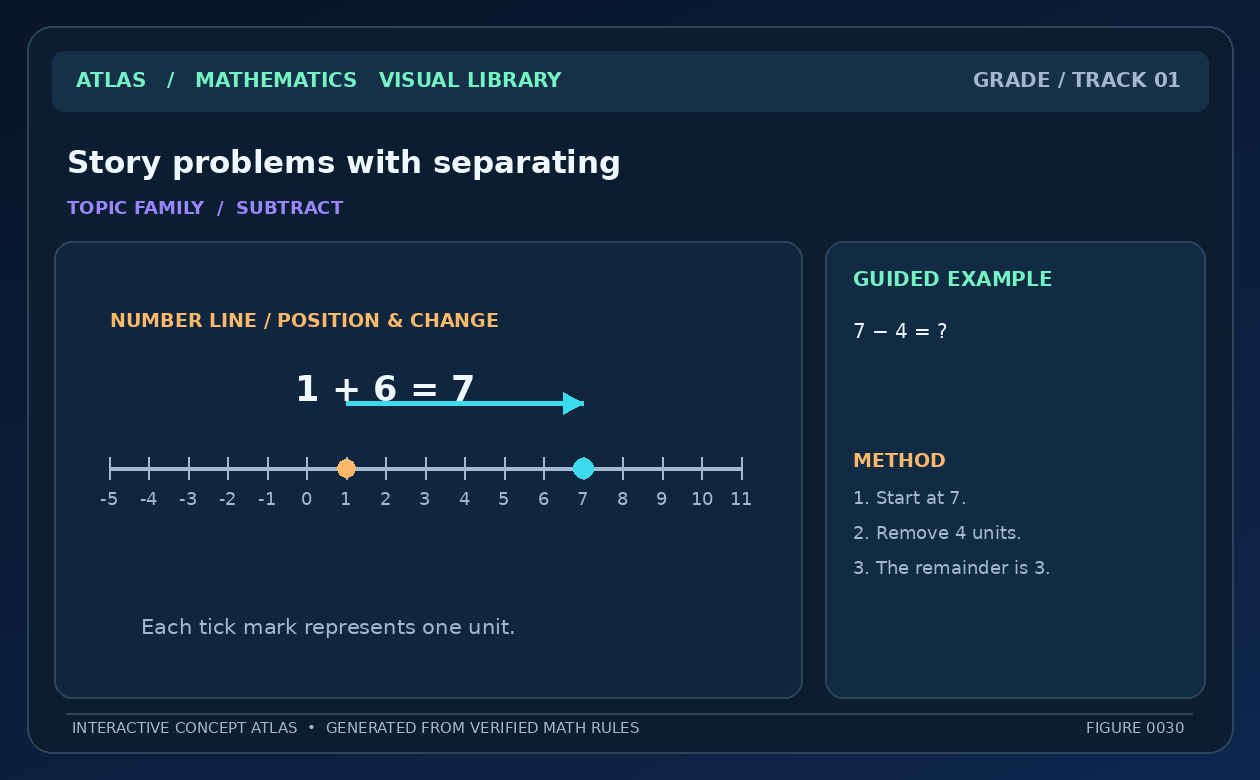 ATLAS / MATHEMATICS VISUAL LIBRARY
GRADE / TRACK 01
Story problems with separating
TOPIC FAMILY / SUBTRACT
NUMBER LINE / POSITION & CHANGE
1 + 6 = 7
-5 -4 -3 -2 -1 0 1 2 3 4 5 6 7 8 9 10 11
Each tick mark represents one unit.
GUIDED EXAMPLE
7 − 4 = ?
METHOD
1. Start at 7.
2. Remove 4 units.
3. The remainder is 3.
INTERACTIVE CONCEPT ATLAS • GENERATED FROM VERIFIED MATH RULES
FIGURE 0030